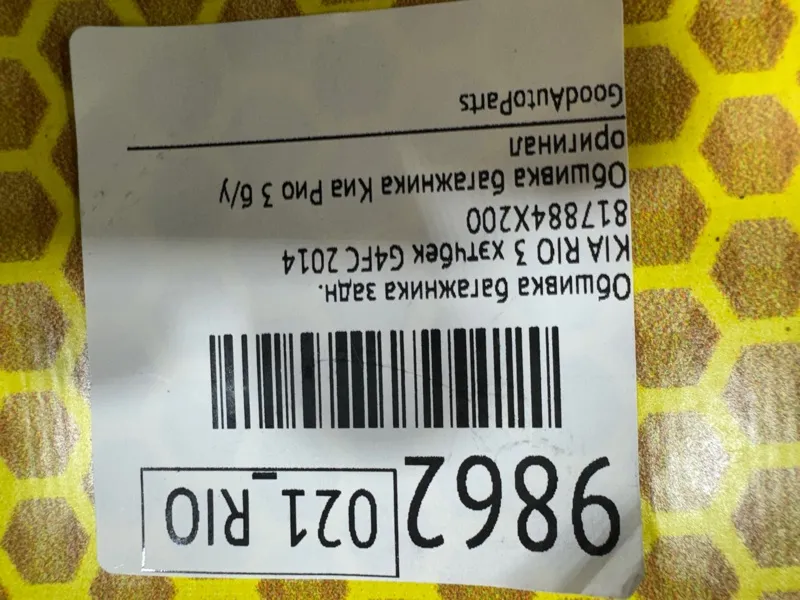 9862 021_RIO
Обшивка багажника задн.
KIA RIO 3 хэтчбек G4FC 2014
817884X200
Обшивка багажника Киа Рио 3 б/у
оригинал
GoodAutoParts